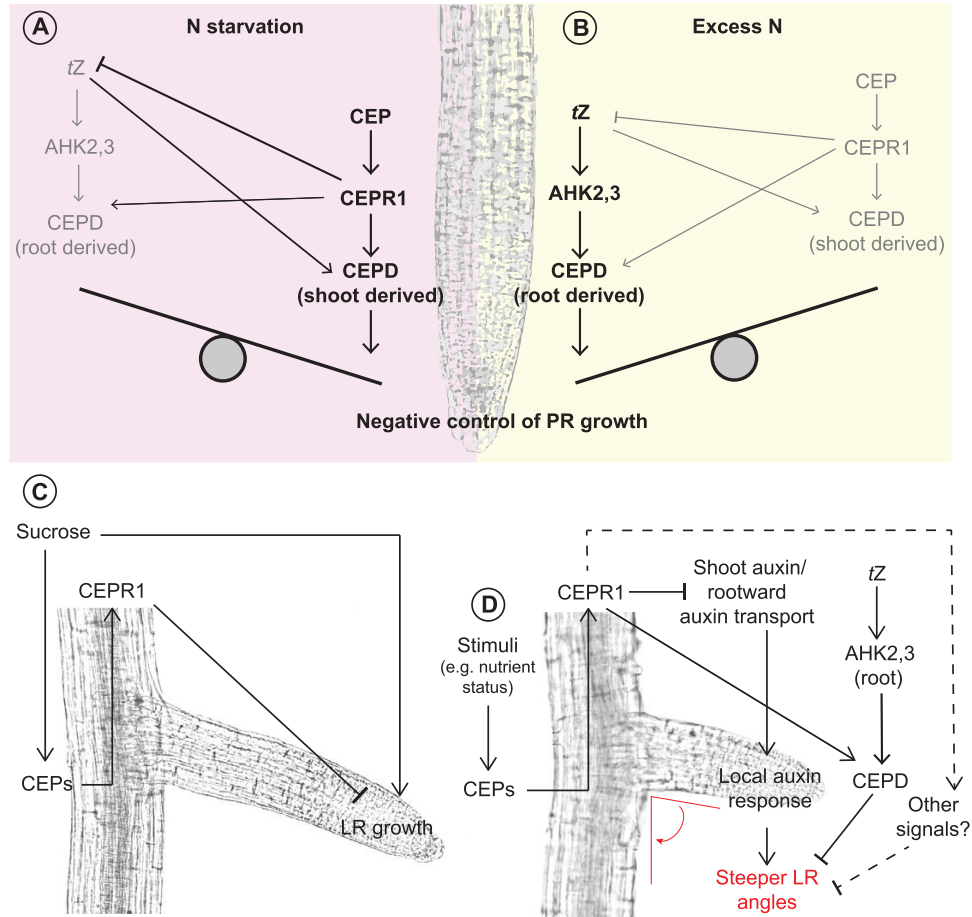 A
N starvation
tZ
AHK2,3
CEPD
(root derived)
CEP
CEPR1
CEPD
(shoot derived)
B
Excess N
tZ
AHK2,3
CEPD
(root derived)
CEP
CEPR1
CEPD
(shoot derived)
Negative control of PR growth
C
Sucrose
CEPR1
CEPs
LR growth
D
CEPR1
Stimuli
(e.g. nutrient
status)
CEPs
Shoot auxin/
rootward
auxin transport
Local auxin
response
Steeper LR
angles
tZ
AHK2,3
(root)
CEPD
Other
signals?